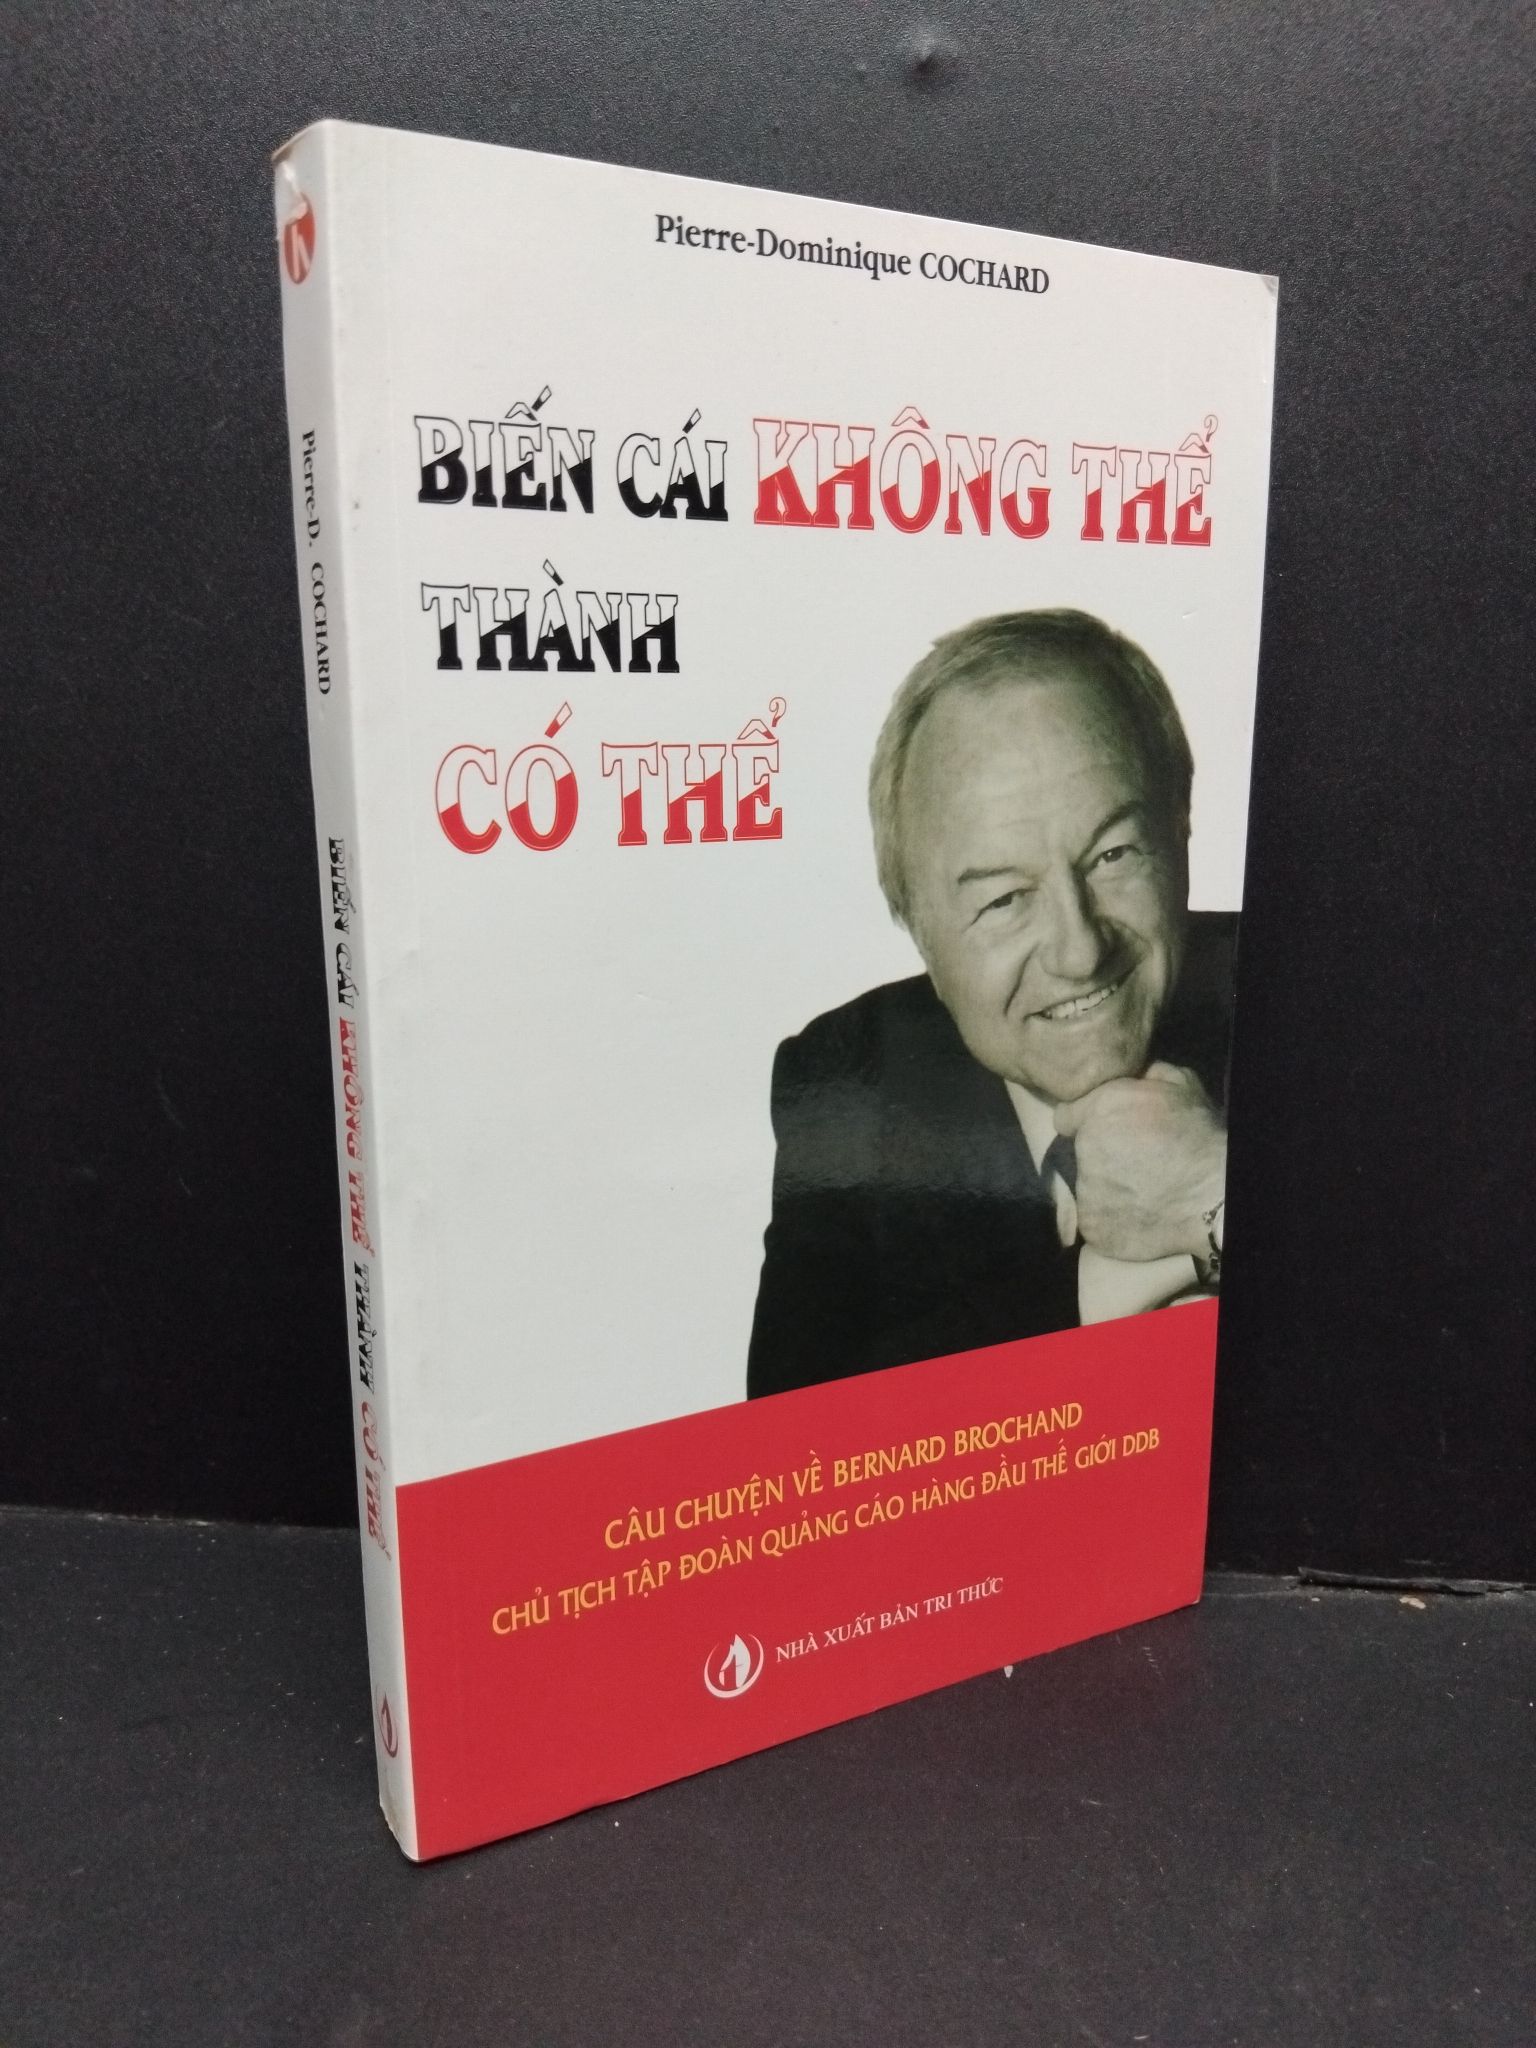 Pierre-Dominique COCHARD
BIẾN CÁI KHÔNG THỂ
THÀNH
CÓ THỂ
CÂU CHUYỆN VỀ BERNARD BROCHAND
CHỦ TỊCH TẬP ĐOÀN QUẢNG CÁO HÀNG ĐẦU THẾ GIỚI DDB
NHÀ XUẤT BẢN TRI THỨC
Pierre-D. COCHARD
BIẾN CÁI KHÔNG THỂ THÀNH CÓ THỂ